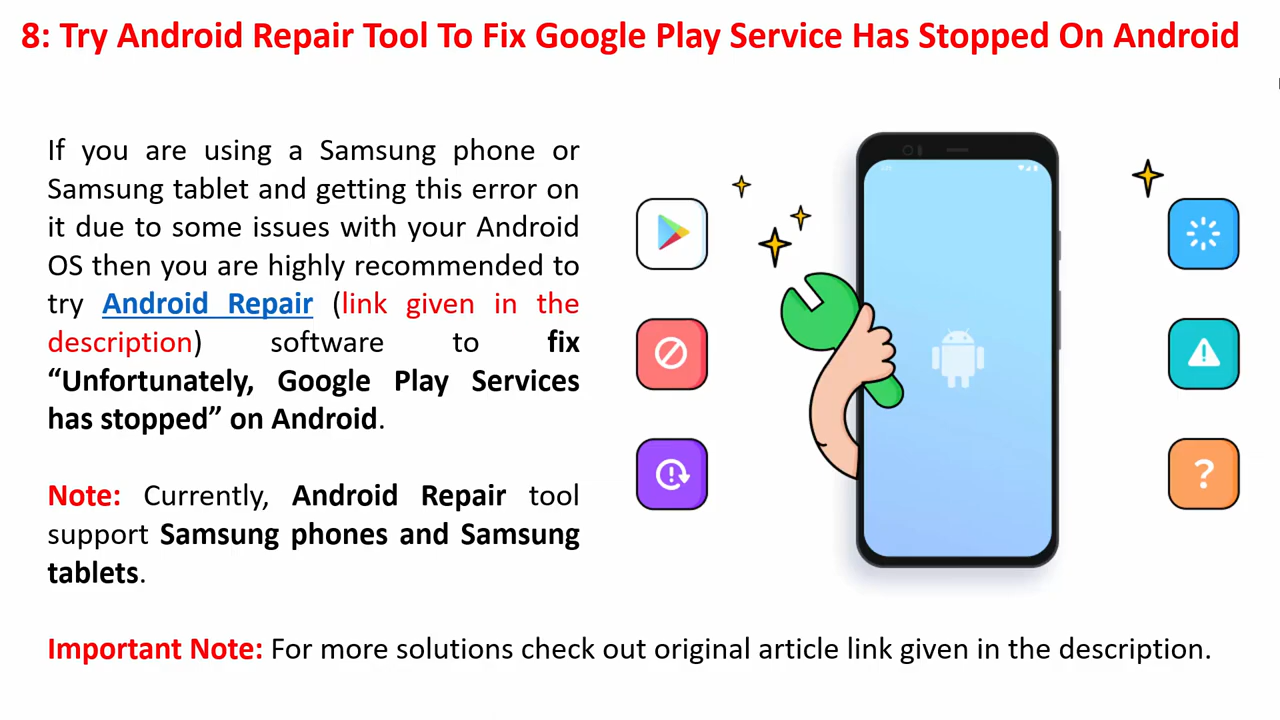 8: Try Android Repair Tool To Fix Google Play Service Has Stopped On Android
If you are using a Samsung phone or
Samsung tablet and getting this error on
it due to some issues with your Android
OS then you are highly recommended to
try Android Repair (link given in the
description) software to fix
“Unfortunately, Google Play Services
has stopped” on Android.
Note: Currently, Android Repair tool
support Samsung phones and Samsung
tablets.
Important Note: For more solutions check out original article link given in the description.